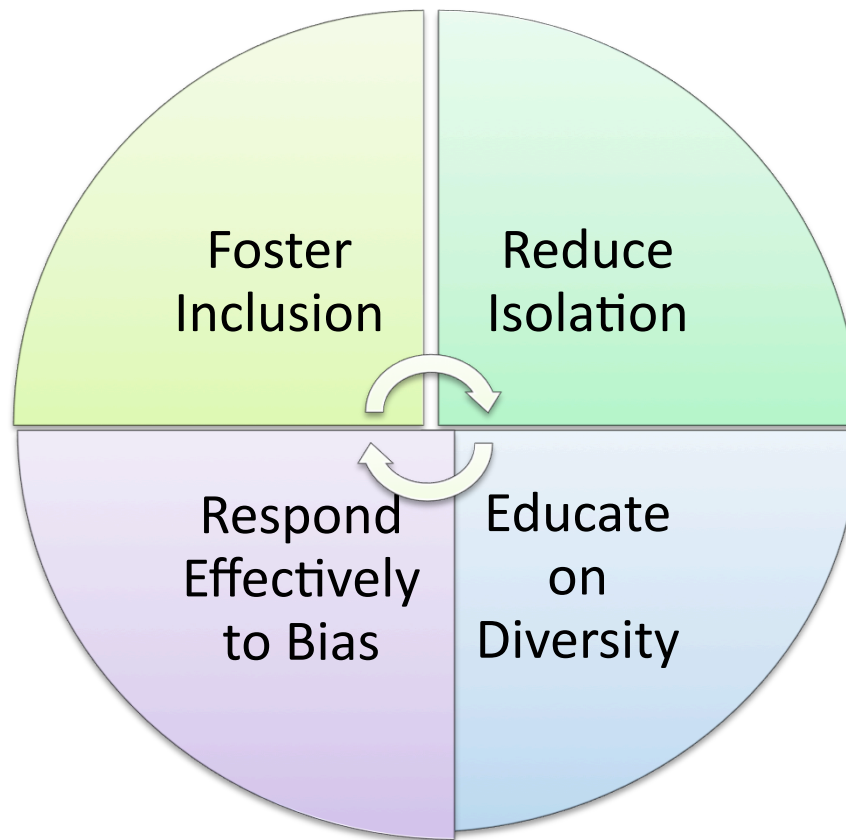 Foster
Inclusion
Reduce
Isolation
Respond
Effectively
to Bias
Educate
on
Diversity